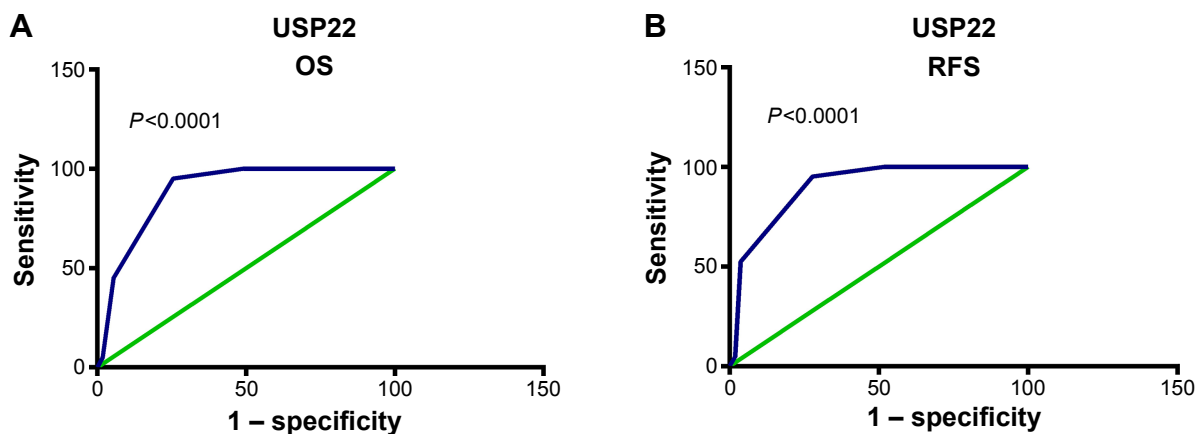 A
USP22
OS
150
P<0.0001
100
Sensitivity
50
0
0
50
100
150
1 – specificity
B
USP22
RFS
150
P<0.0001
100
Sensitivity
50
0
0
50
100
150
1 – specificity